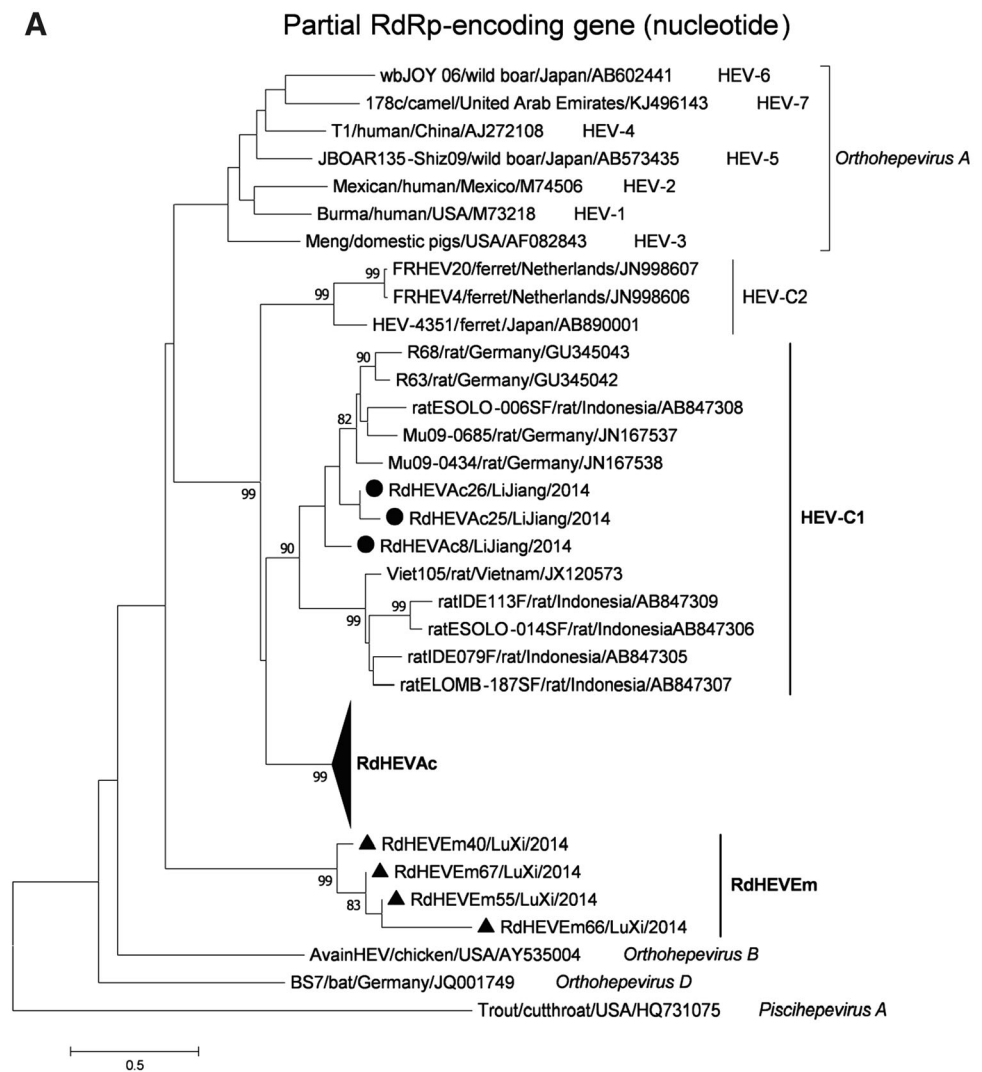 A
Partial RdRp-encoding gene (nucleotide)
wbJOY 06/wild boar/Japan/AB602441 HEV-6
178c/camel/United Arab Emirates/KJ496143 HEV-7
T1/human/China/AJ272108 HEV-4
JBOAR135-Shiz09/wild boar/Japan/AB573435 HEV-5
Orthohepevirus A
Mexican/human/Mexico/M74506 HEV-2
Burma/human/USA/M73218 HEV-1
Meng/domestic pigs/USA/AF082843 HEV-3
99
FRHEV20/ferret/Netherlands/JN998607
99
FRHEV4/ferret/Netherlands/JN998606
HEV-C2
HEV-4351/ferret/Japan/AB890001
90
R68/rat/Germany/GU345043
R63/rat/Germany/GU345042
ratESOLO-006SF/rat/Indonesia/AB847308
82
Mu09-0685/rat/Germany/JN167537
Mu09-0434/rat/Germany/JN167538
99
RdHEVAc26/LiJiang/2014
RdHEVAc25/LiJiang/2014
HEV-C1
90
RdHEVAc8/LiJiang/2014
Viet105/rat/Vietnam/JX120573
99
ratIDE113F/rat/Indonesia/AB847309
99
ratESOLO-014SF/rat/IndonesiaAB847306
ratIDE079F/rat/Indonesia/AB847305
ratELOMB-187SF/rat/Indonesia/AB847307
RdHEVAc
99
RdHEVEm40/LuXi/2014
99
RdHEVEm67/LuXi/2014
RdHEVEm
83
RdHEVEm55/LuXi/2014
RdHEVEm66/LuXi/2014
AvainHEV/chicken/USA/AY535004 Orthohepevirus B
BS7/bat/Germany/JQ001749 Orthohepevirus D
Trout/cutthroat/USA/HQ731075 Piscihepevirus A
0.5